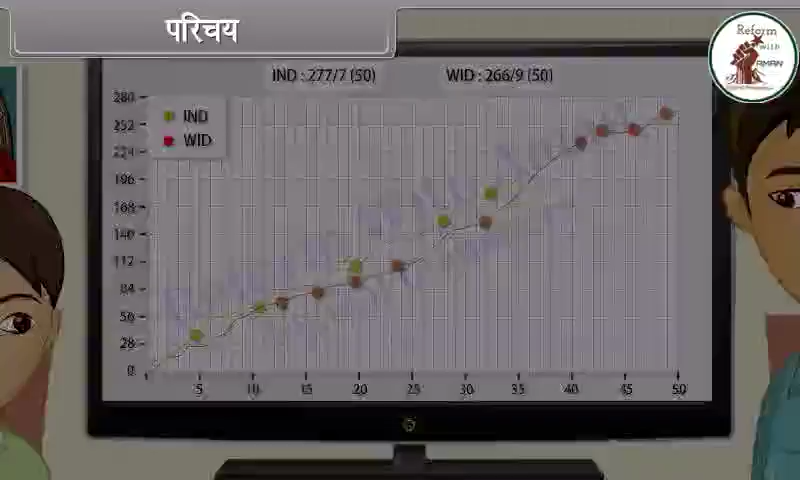 परिचय
Reform
with
AMAN
IND : 277/7 (50)
WID : 266/9 (50)
IND
WID
280
252
224
196
168
140
112
84
56
28
0
5 10 15 20 25 30 35 40 45 50